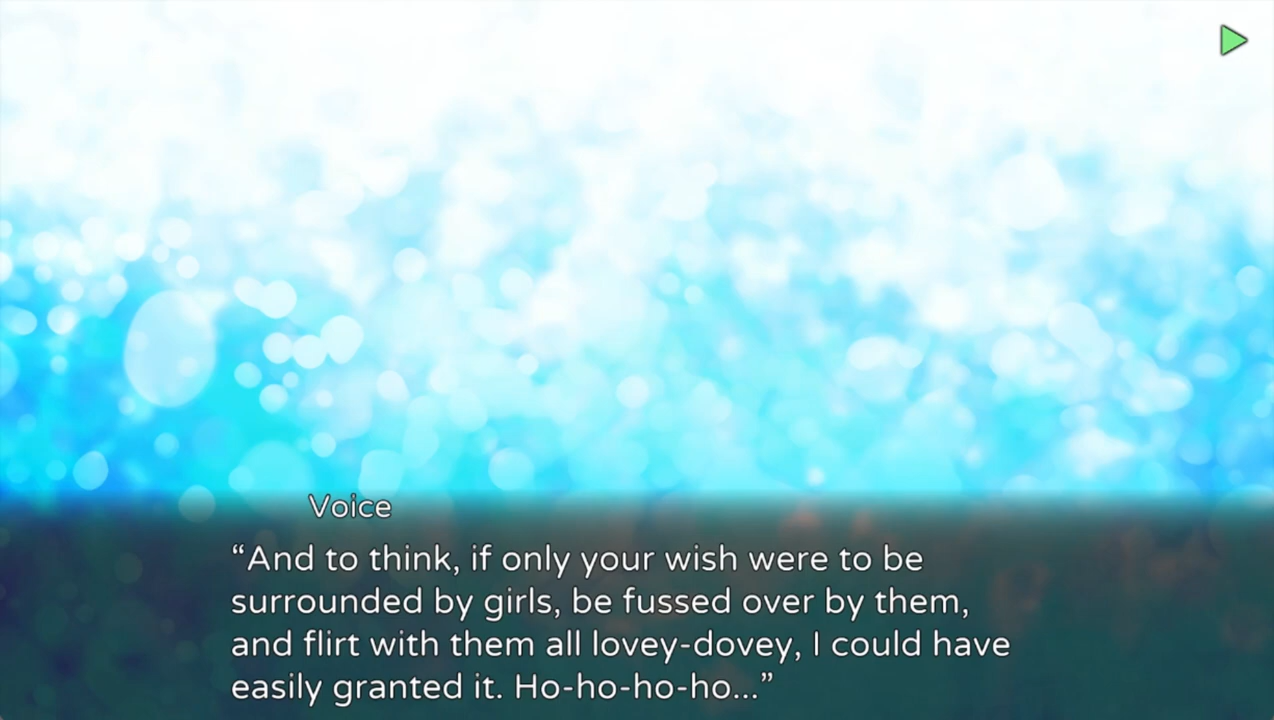 Voice
“And to think, if only your wish were to be
surrounded by girls, be fussed over by them,
and flirt with them all lovey-dovey, I could have
easily granted it. Ho-ho-ho-ho...”